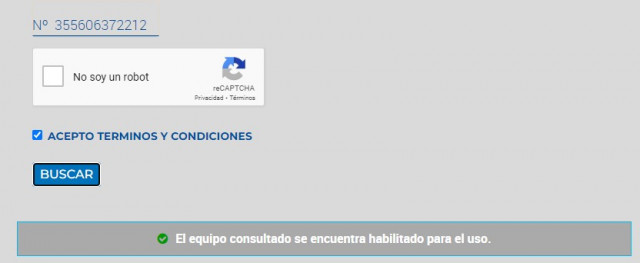 Nº 355606372212
No soy un robot
reCAPTCHA
Privacidad - Términos
ACEPTO TERMINOS Y CONDICIONES
BUSCAR
El equipo consultado se encuentra habilitado para el uso.